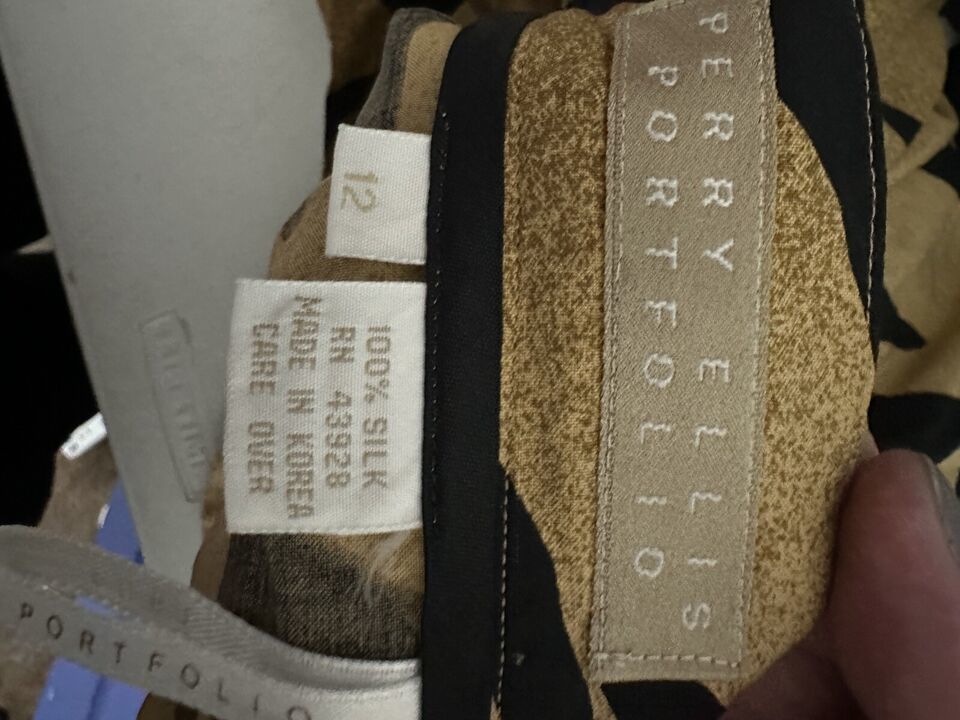 PERRY ELLIS
PORTFOLIO
12
100% SILK
RN 43928
MADE IN KOREA
CARE OVER
PORTFOLIO